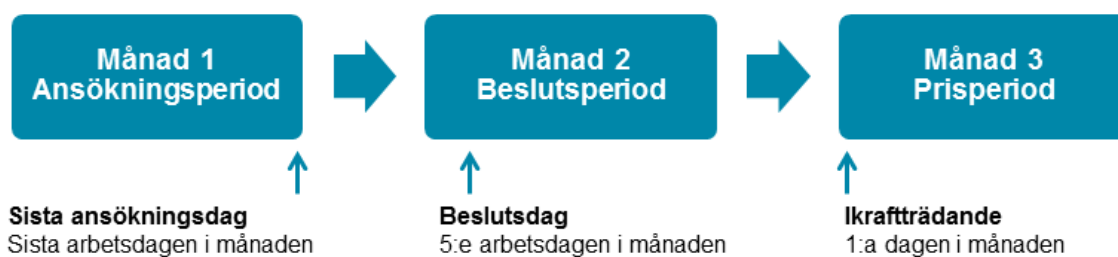 Månad 1
Ansökningsperiod
Månad 2
Beslutsperiod
Månad 3
Prisperiod
Sista ansökningsdag
Sista arbetsdagen i månaden
Beslutsdag
5:e arbetsdagen i månaden
Ikraftträdande
1:a dagen i månaden